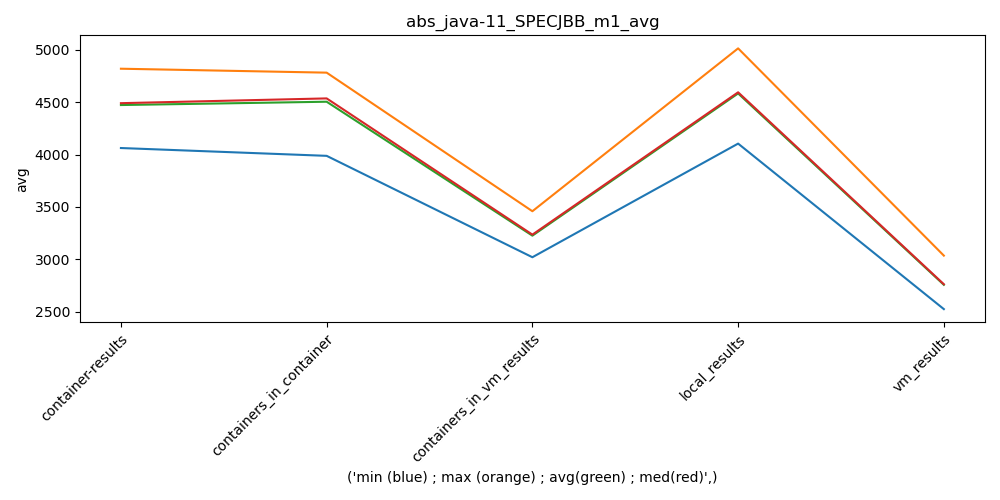 abs_java-11_SPECJBB_m1_avg
5000
4500
4000
3500
3000
2500
avg
container-results
containers_in_container
containers_in_vm_results
local_results
vm_results
('min (blue) ; max (orange) ; avg(green) ; med(red)',)